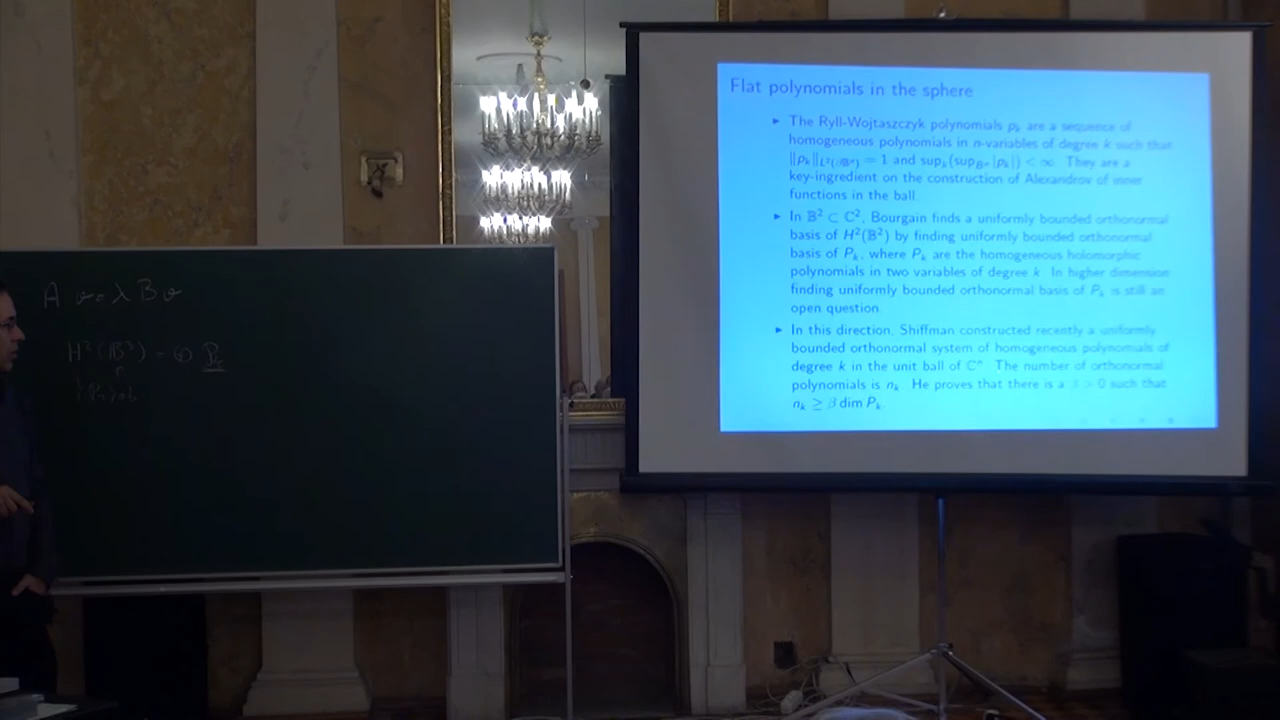 A v = λ B v
H²(𝔹²) = ⊕ P_k
Flat polynomials in the sphere
▶ The Ryll-Wojtaszczyk polynomials p_k are a sequence of
homogeneous polynomials in n-variables of degree k such that
‖p_k‖_{L²(∂𝔹ⁿ)} = 1 and sup_k(sup_{Bⁿ} |p_k|) < ∞. They are a
key-ingredient on the construction of Alexandrov of inner
functions in the ball.
▶ In 𝔹² ⊂ ℂ², Bourgain finds a uniformly bounded orthonormal
basis of H²(𝔹²) by finding uniformly bounded orthonormal
basis of P_k, where P_k are the homogeneous holomorphic
polynomials in two variables of degree k. In higher dimension
finding uniformly bounded orthonormal basis of P_k is still an
open question.
▶ In this direction, Shiffman constructed recently a uniformly
bounded orthonormal system of homogeneous polynomials of
degree k in the unit ball of ℂⁿ. The number of orthonormal
polynomials is n_k. He proves that there is a β > 0 such that
n_k ≥ β dim P_k.